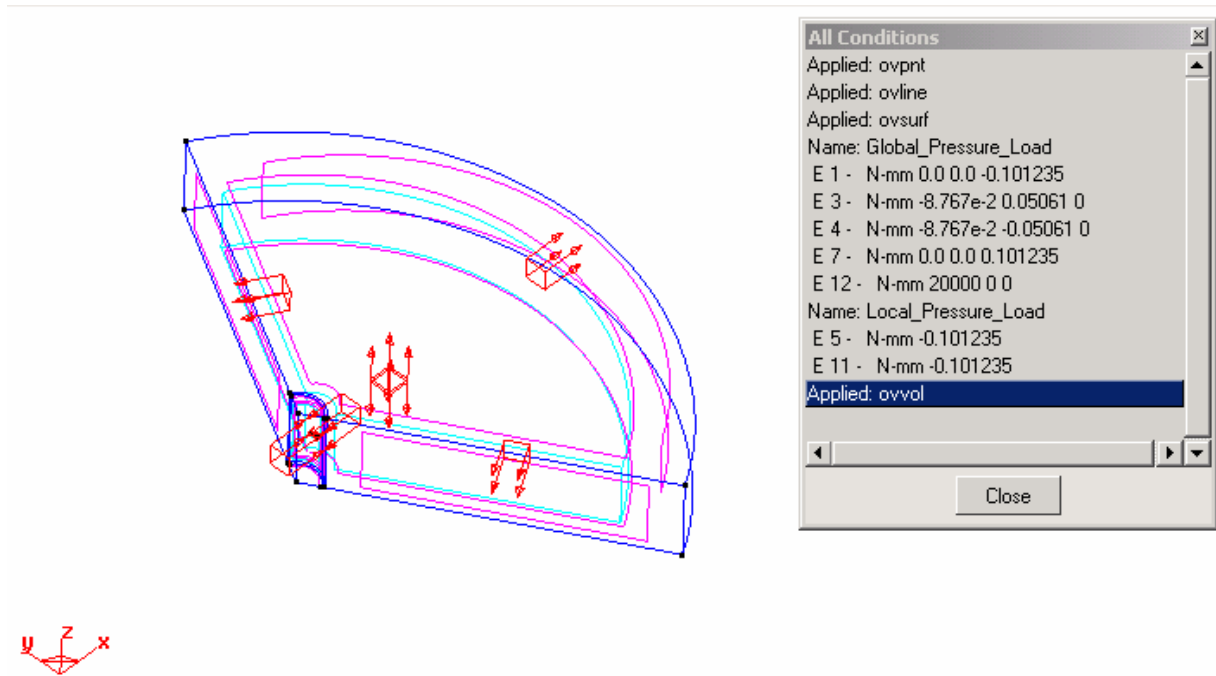 All Conditions
Applied: ovpnt
Applied: ovline
Applied: ovsurf
Name: Global_Pressure_Load
E 1 - N-mm 0.0 0.0 -0.101235
E 3 - N-mm -8.767e-2 0.05061 0
E 4 - N-mm -8.767e-2 -0.05061 0
E 7 - N-mm 0.0 0.0 0.101235
E 12 - N-mm 20000 0 0
Name: Local_Pressure_Load
E 5 - N-mm -0.101235
E 11 - N-mm -0.101235
Applied: ovvol
Close
y z x